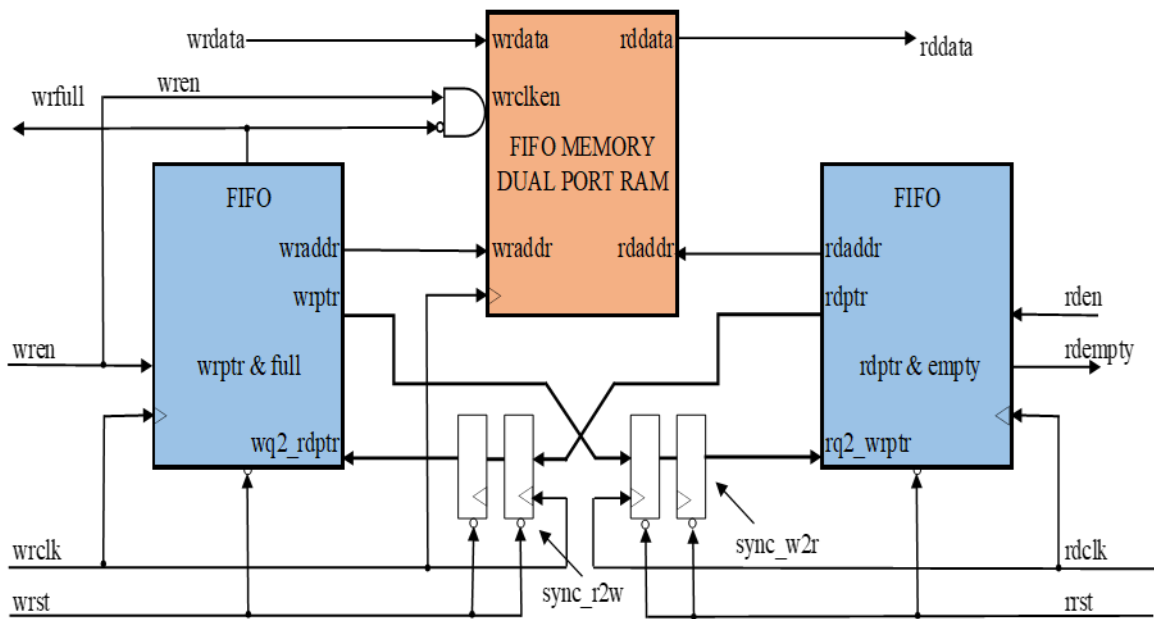 wrdata
wrdata
rddata
rddata
wren
wrfull
wrclken
FIFO MEMORY
DUAL PORT RAM
FIFO
FIFO
wraddr
wraddr
rdaddr
rdaddr
wrptr
rdptr
rden
wren
wrptr & full
rdptr & empty
rdempty
wq2_rdptr
rq2_wrptr
wrclk
sync_w2r
rdclk
sync_r2w
wrst
rrst